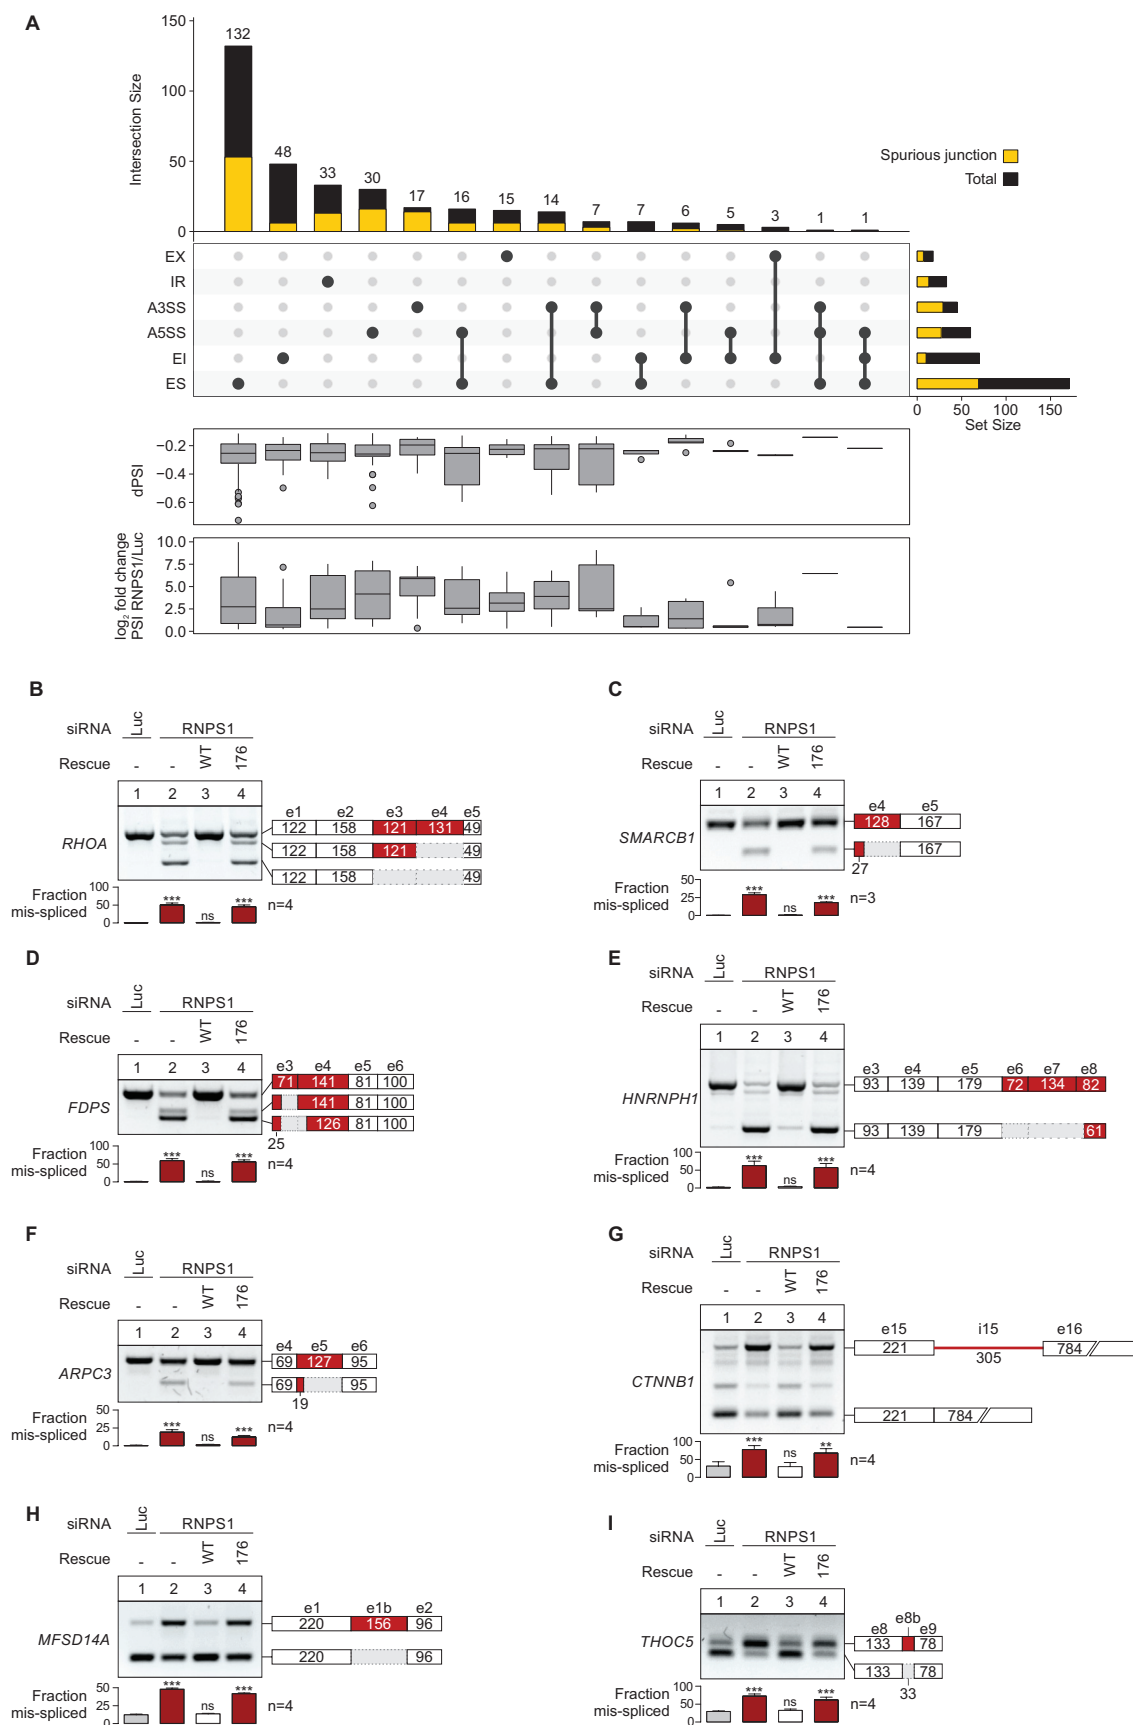 A
150
100
50
0
Intersection Size
132
48
33
30
17
16
15
14
7
7
6
5
3
1
1
Spurious junction
Total
EX
IR
A3SS
A5SS
EI
ES
0 50 100 150
Set Size
−0.2
−0.4
−0.6
dPSI
10.0
7.5
5.0
2.5
0.0
log2 fold change
PSI RNPS1/Luc
B
siRNA Luc RNPS1
Rescue - - WT 176
1 2 3 4
RHOA
e1 e2 e3 e4 e5
122 158 121 131 49
122 158 121 49
122 158 49
Fraction
mis-spliced
100
50
0
*** ns ***
n=4
C
siRNA Luc RNPS1
Rescue - - WT 176
1 2 3 4
SMARCB1
e4 e5
128 167
167
27
Fraction
mis-spliced
50
25
0
*** ns ***
n=3
D
siRNA Luc RNPS1
Rescue - - WT 176
1 2 3 4
FDPS
e3 e4 e5 e6
71 141 81 100
141 81 100
126 81 100
25
Fraction
mis-spliced
100
50
0
*** ns ***
n=4
E
siRNA Luc RNPS1
Rescue - - WT 176
1 2 3 4
HNRNPH1
e3 e4 e5 e6 e7 e8
93 139 179 72 134 82
93 139 179 61
Fraction
mis-spliced
100
50
0
*** ns ***
n=4
F
siRNA Luc RNPS1
Rescue - - WT 176
1 2 3 4
ARPC3
e4 e5 e6
69 127 95
69 95
19
Fraction
mis-spliced
50
25
0
*** ns ***
n=4
G
siRNA Luc RNPS1
Rescue - - WT 176
1 2 3 4
CTNNB1
e15 i15 e16
221 305 784
221 784
Fraction
mis-spliced
100
50
0
*** ns **
n=4
H
siRNA Luc RNPS1
Rescue - - WT 176
1 2 3 4
MFSD14A
e1 e1b e2
220 156 96
220 96
Fraction
mis-spliced
50
25
0
*** ns ***
n=4
I
siRNA Luc RNPS1
Rescue - - WT 176
1 2 3 4
THOC5
e8 e8b e9
133 78
133 78
33
Fraction
mis-spliced
100
50
0
*** ns ***
n=4